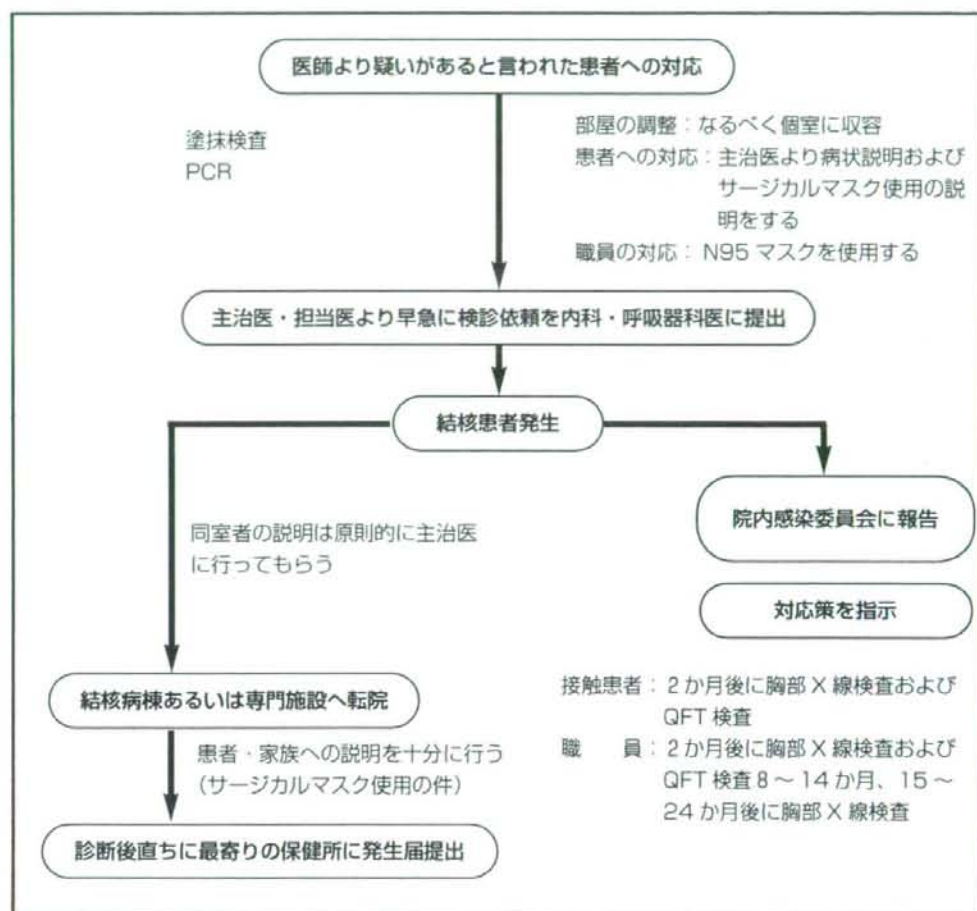 医師より疑いがあると言われた患者への対応
塗抹検査
PCR
部屋の調整：なるべく個室に収容
患者への対応：主治医より病状説明および
サージカルマスク使用の説
明をする
職員の対応：N95 マスクを使用する
主治医・担当医より早急に検診依頼を内科・呼吸器科医に提出
結核患者発生
同室者の説明は原則的に主治医
に行ってもらう
院内感染委員会に報告
対応策を指示
結核病棟あるいは専門施設へ転院
患者・家族への説明を十分に行う
（サージカルマスク使用の件）
診断後直ちに最寄りの保健所に発生届提出
接触患者：2 か月後に胸部 X 線検査および
QFT 検査
職　　員：2 か月後に胸部 X 線検査および
QFT 検査 8 ～ 14 か月、15 ～
24 か月後に胸部 X 線検査